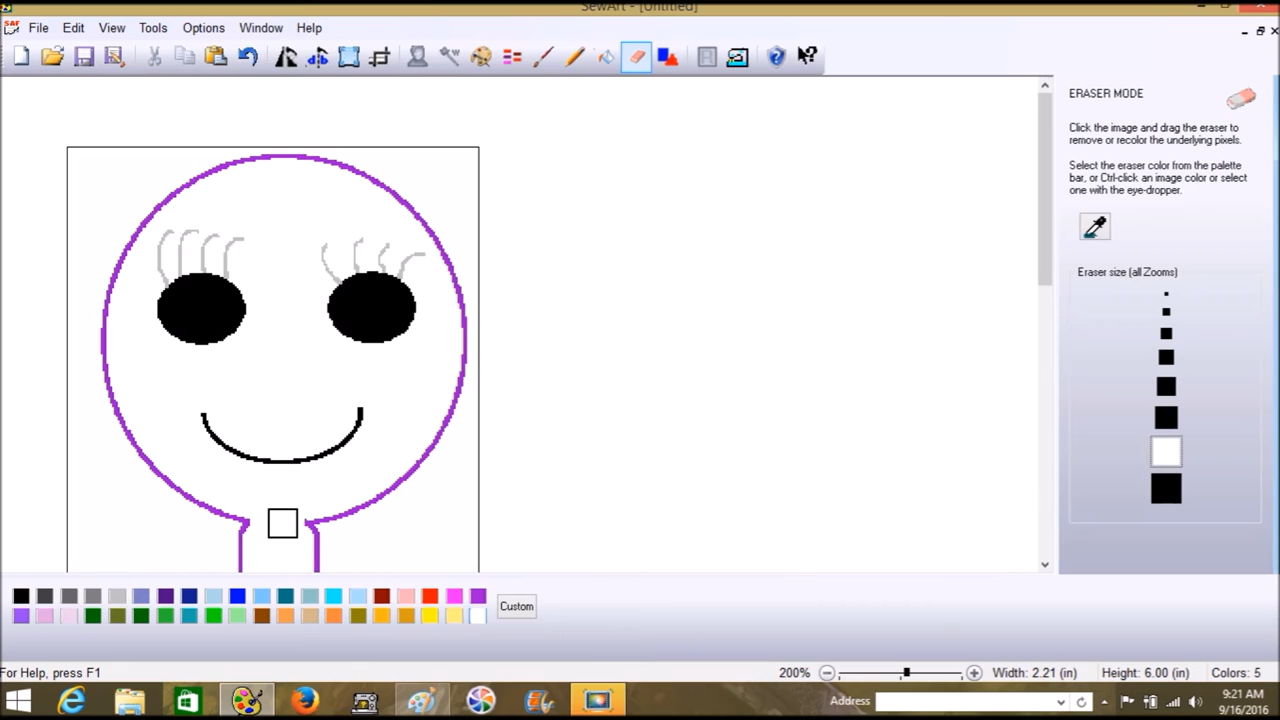 SewArt - [Untitled]
SAF
File Edit View Tools Options Window Help
ERASER MODE
Click the image and drag the eraser to
remove or recolor the underlying pixels.
Select the eraser color from the palette
bar, or Ctrl-click an image color or select
one with the eye-dropper.
Eraser size (all Zooms)
Custom
For Help, press F1
200%
Width: 2.21 (in)
Height: 6.00 (in)
Colors: 5
Address
9:21 AM
9/16/2016